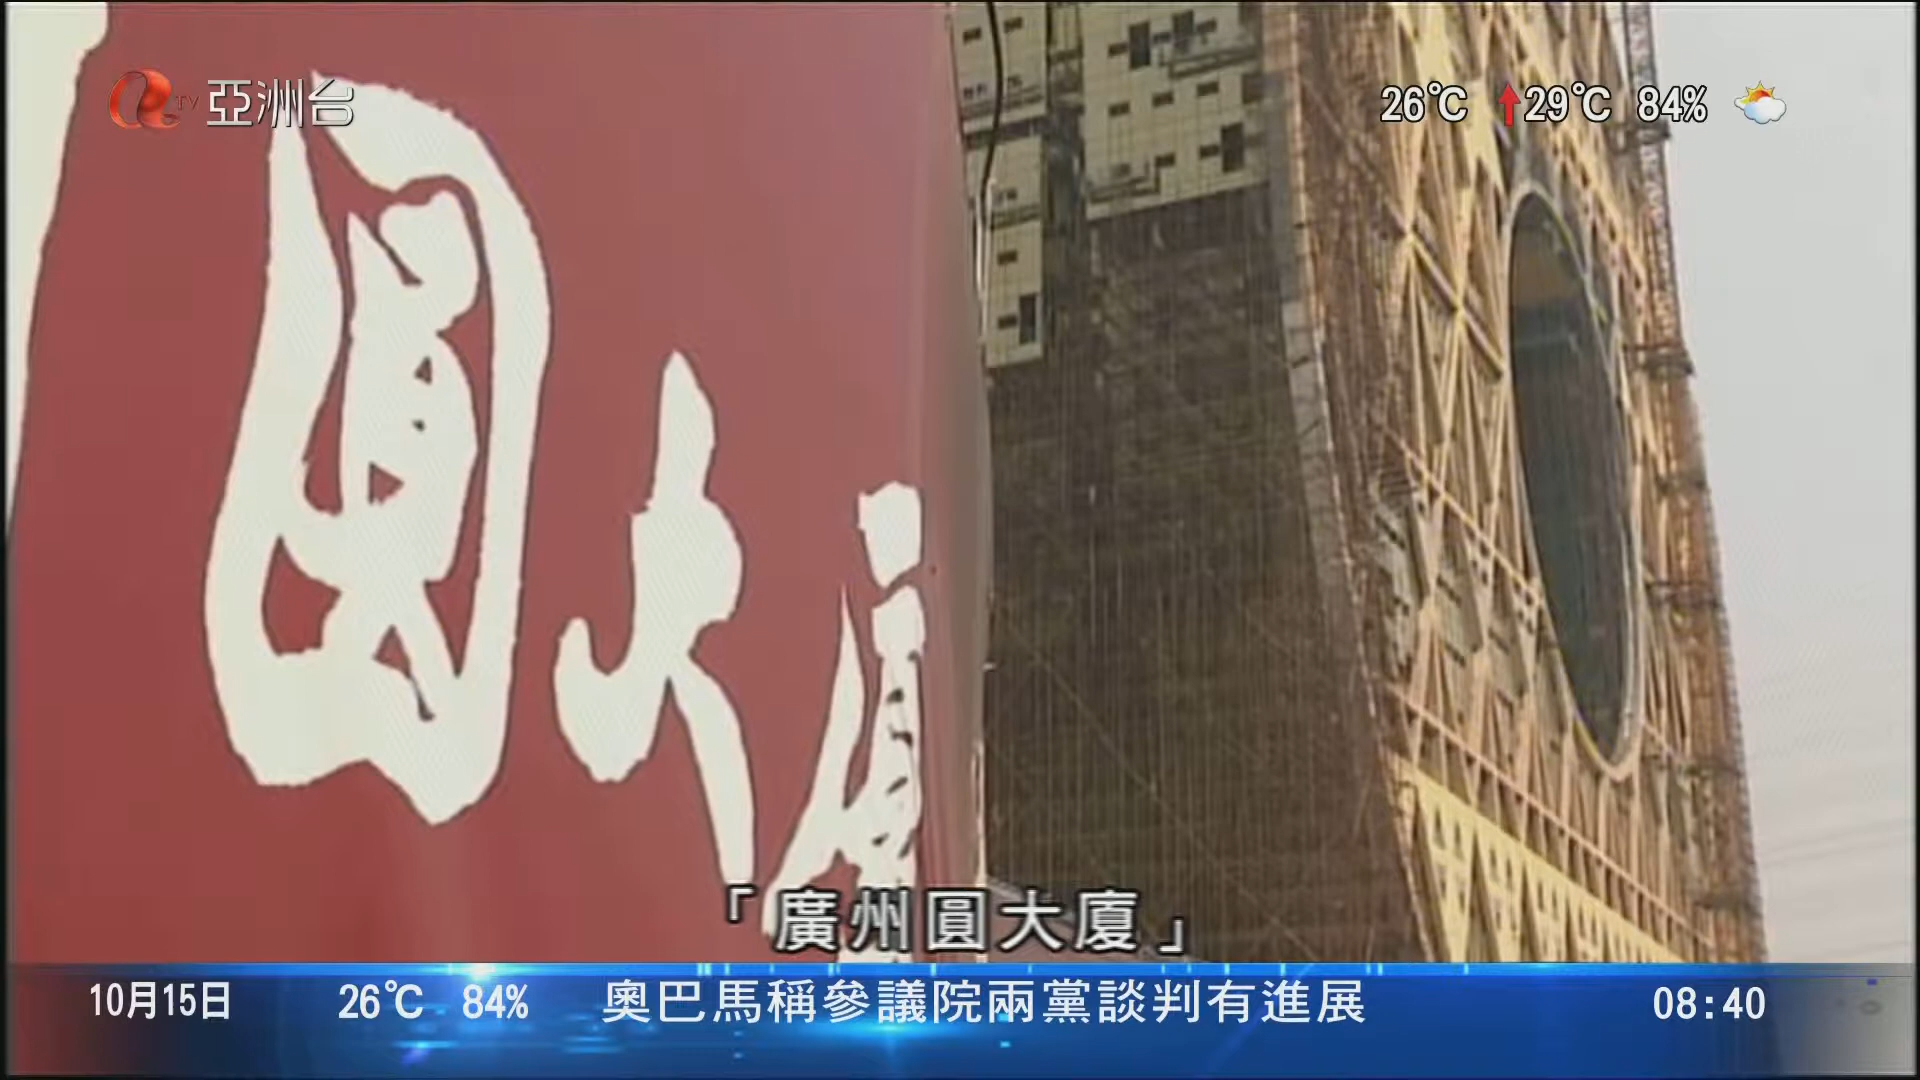 亞洲台
26℃ ↑29℃ 84%
圓大廈
「廣州圓大廈」
10月15日 26℃ 84% 奧巴馬稱參議院兩黨談判有進展 08:40